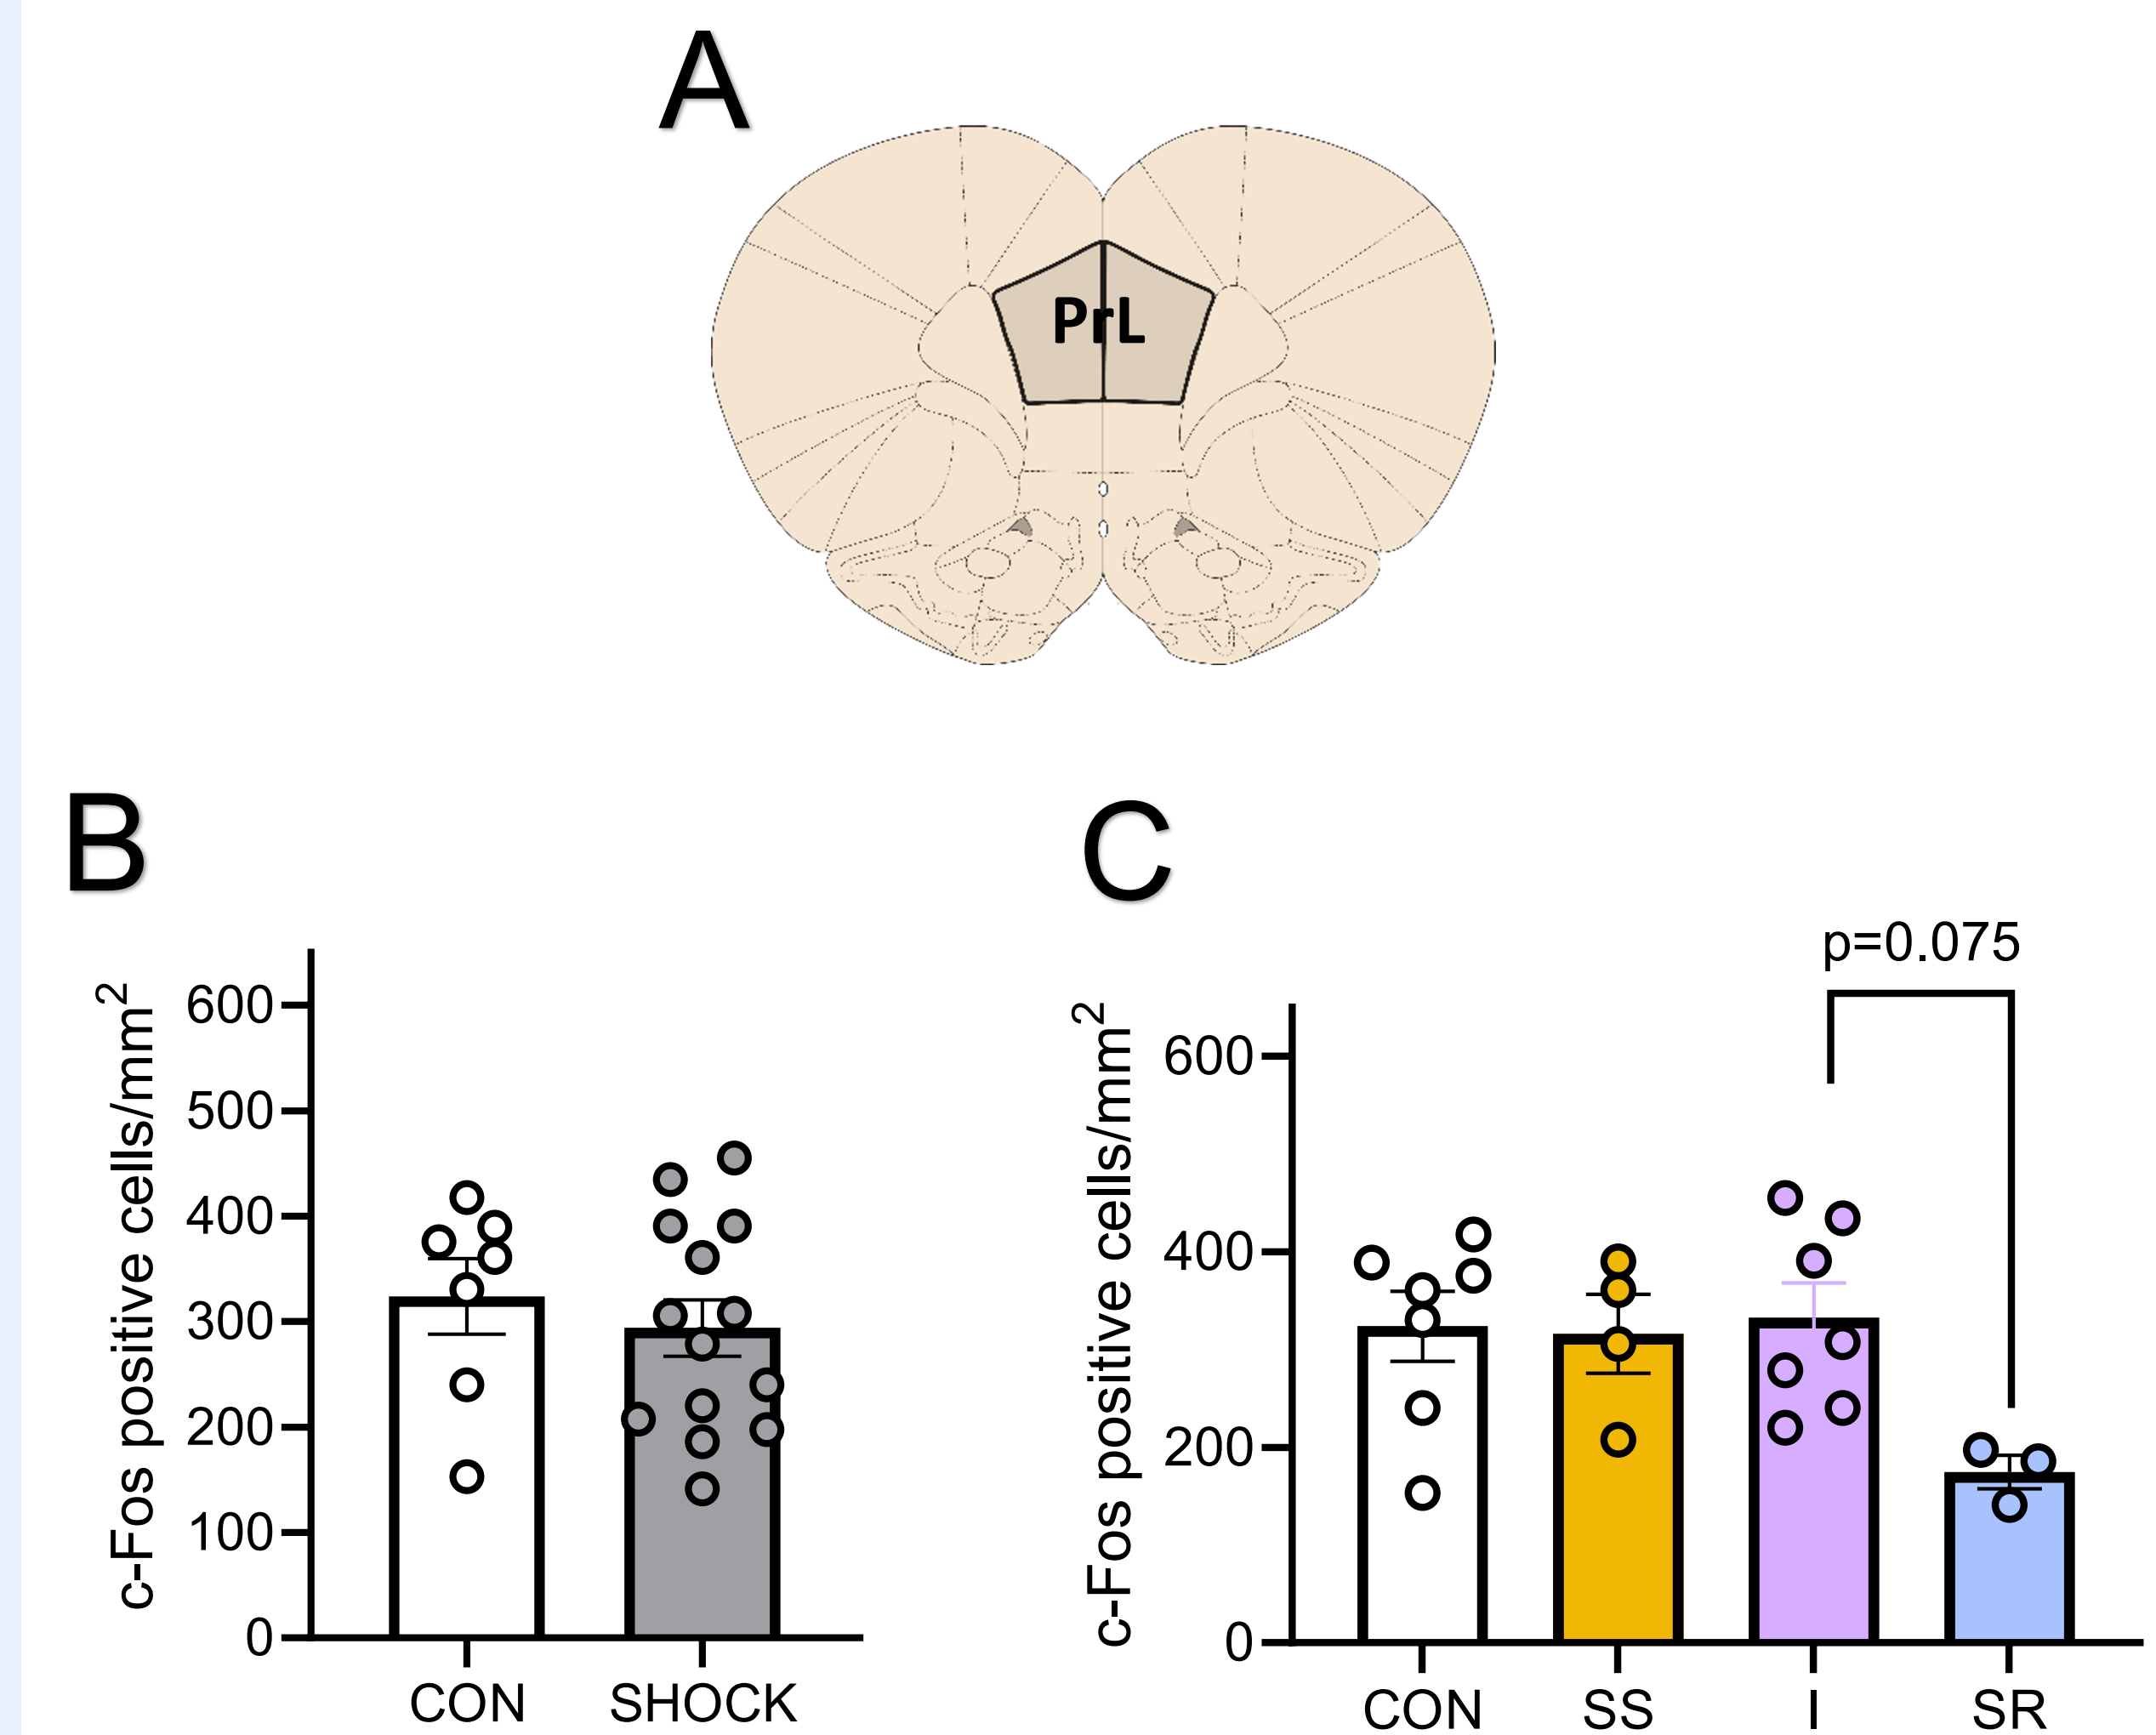 A
PrL
B
c-Fos positive cells/mm²
600
500
400
300
200
100
0
CON SHOCK
C
p=0.075
c-Fos positive cells/mm²
600
400
200
0
CON SS I SR